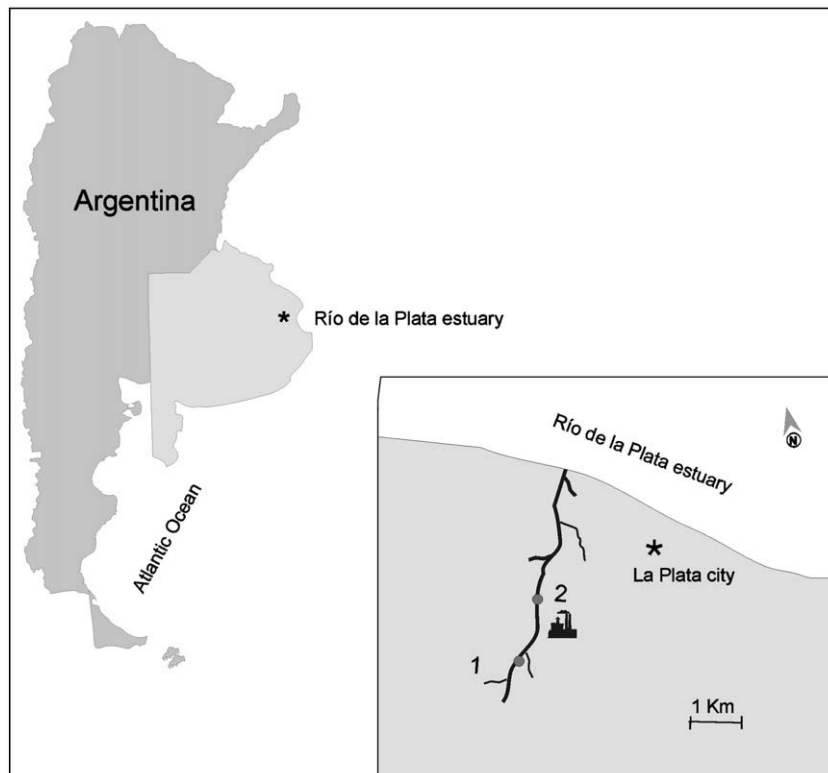 Argentina
*
Río de la Plata estuary
Atlantic Ocean
Río de la Plata estuary
N
*
La Plata city
2
1
1 Km